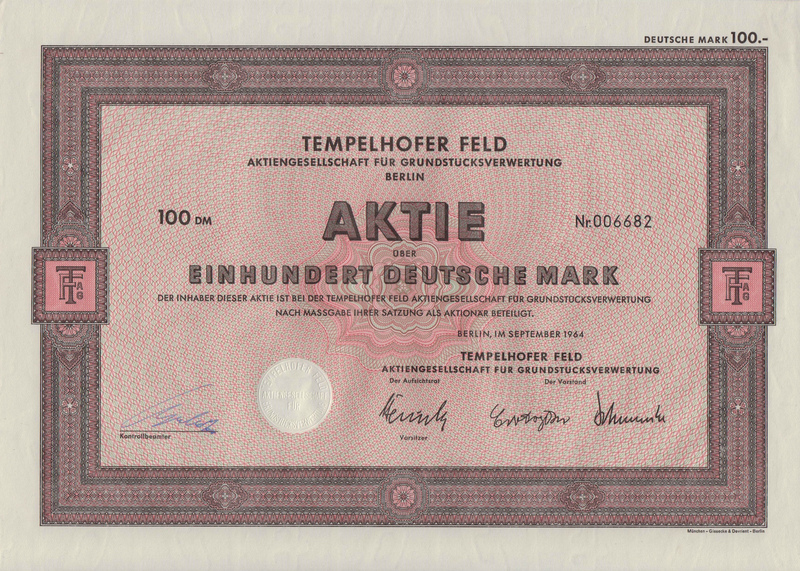 DEUTSCHE MARK 100.-
TEMPELHOFER FELD
AKTIENGESELLSCHAFT FÜR GRUNDSTÜCKSVERWERTUNG
BERLIN
100 DM
AKTIE
Nr. 006682
ÜBER
EINHUNDERT DEUTSCHE MARK
DER INHABER DIESER AKTIE IST BEI DER TEMPELHOFER FELD AKTIENGESELLSCHAFT FÜR GRUNDSTÜCKSVERWERTUNG
NACH MASSGABE IHRER SATZUNG ALS AKTIONÄR BETEILIGT.
BERLIN, IM SEPTEMBER 1964
TEMPELHOFER FELD
AKTIENGESELLSCHAFT FÜR GRUNDSTÜCKSVERWERTUNG
Der Aufsichtsrat
Der Vorstand
Vorsitzer
Kontrollbeamter
München – Giesecke & Devrient – Berlin